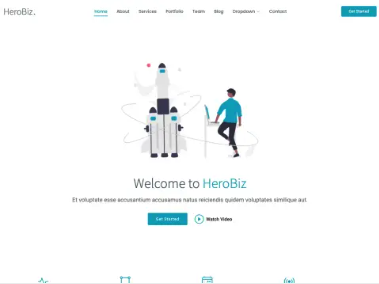 HeroBiz.
Home About Services Portfolio Team Blog Dropdown Contact
Get Started
Welcome to HeroBiz
Et voluptate esse accusantium accusamus natus reiciendis quidem voluptates similique aut.
Get Started Watch Video